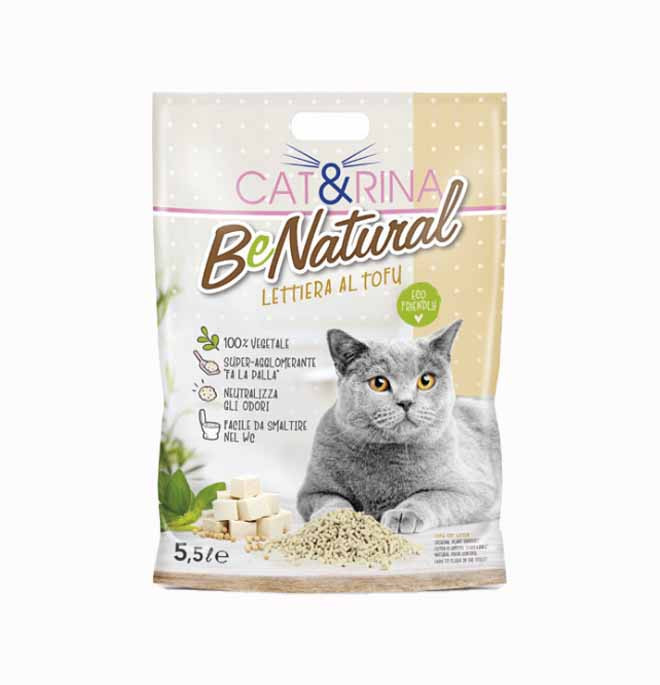 CAT&RINA
BeNatural
LETTIERA AL TOFU
ECO
FRIENDLY
100% VEGETALE
SUPER-AGGLOMERANTE
"FA LA PALLA"
NEUTRALIZZA
GLI ODORI
FACILE DA SMALTIRE
NEL WC
5,5ℓe